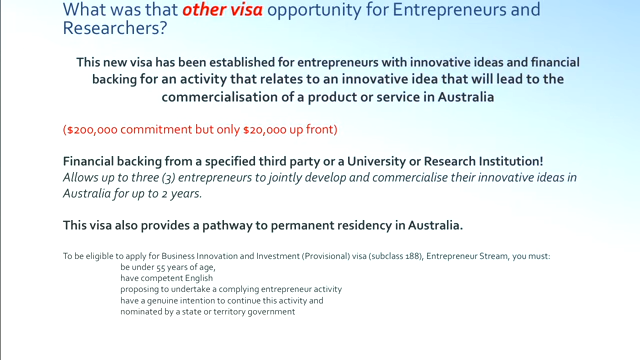 What was that other visa opportunity for Entrepreneurs and
Researchers?
This new visa has been established for entrepreneurs with innovative ideas and financial
backing for an activity that relates to an innovative idea that will lead to the
commercialisation of a product or service in Australia
($200,000 commitment but only $20,000 up front)
Financial backing from a specified third party or a University or Research Institution!
Allows up to three (3) entrepreneurs to jointly develop and commercialise their innovative ideas in
Australia for up to 2 years.
This visa also provides a pathway to permanent residency in Australia.
To be eligible to apply for Business Innovation and Investment (Provisional) visa (subclass 188), Entrepreneur Stream, you must:
be under 55 years of age,
have competent English
proposing to undertake a complying entrepreneur activity
have a genuine intention to continue this activity and
nominated by a state or territory government